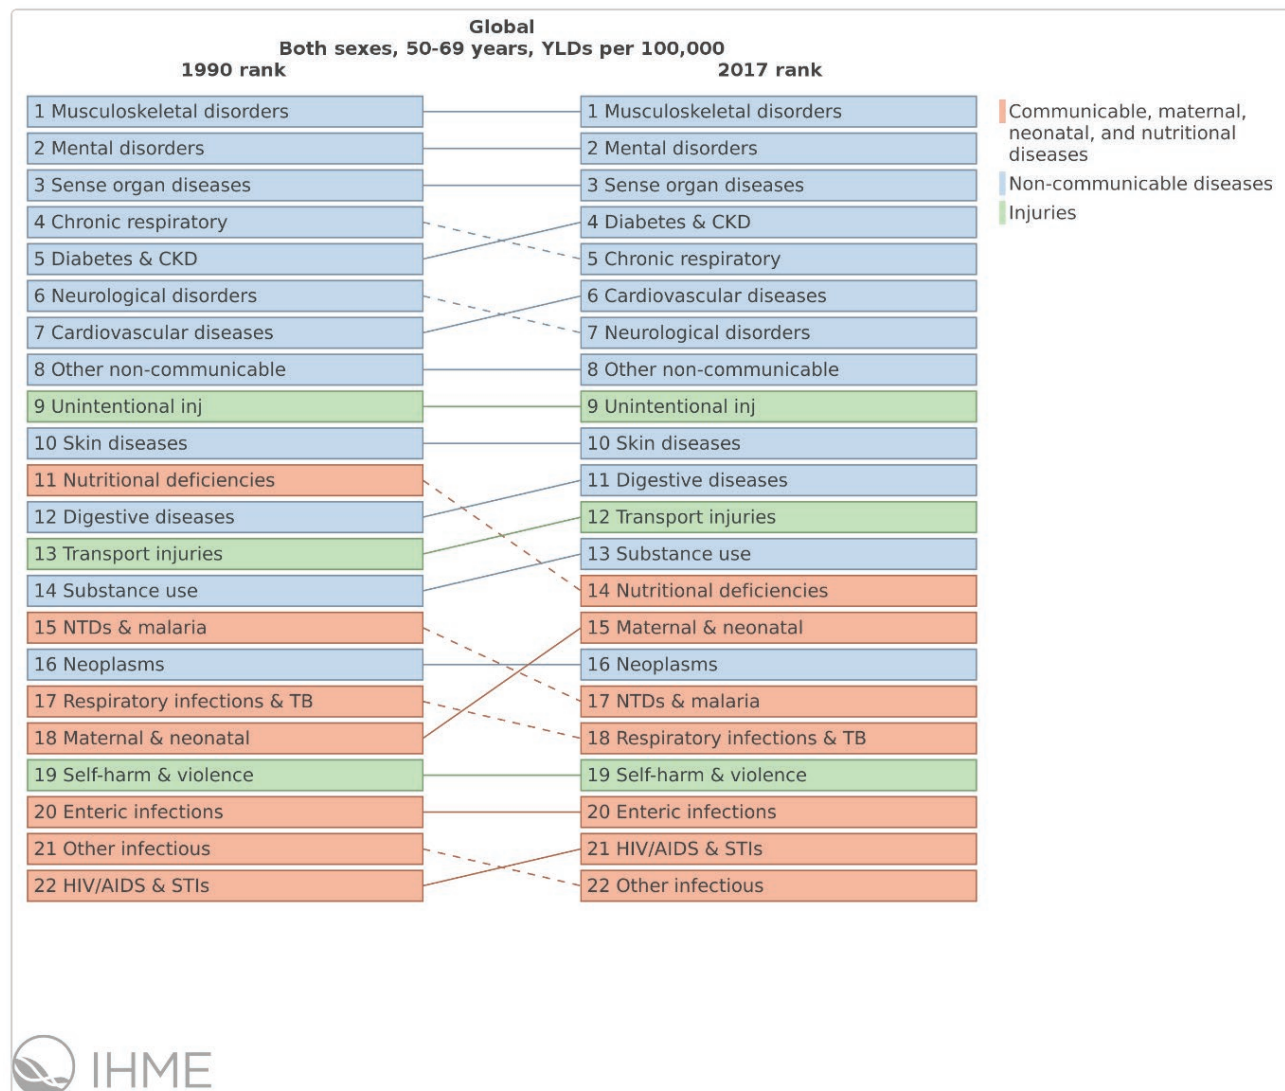 Global
Both sexes, 50-69 years, YLDs per 100,000
1990 rank
2017 rank
1 Musculoskeletal disorders
2 Mental disorders
3 Sense organ diseases
4 Chronic respiratory
5 Diabetes & CKD
6 Neurological disorders
7 Cardiovascular diseases
8 Other non-communicable
9 Unintentional inj
10 Skin diseases
11 Nutritional deficiencies
12 Digestive diseases
13 Transport injuries
14 Substance use
15 NTDs & malaria
16 Neoplasms
17 Respiratory infections & TB
18 Maternal & neonatal
19 Self-harm & violence
20 Enteric infections
21 Other infectious
22 HIV/AIDS & STIs
1 Musculoskeletal disorders
2 Mental disorders
3 Sense organ diseases
4 Diabetes & CKD
5 Chronic respiratory
6 Cardiovascular diseases
7 Neurological disorders
8 Other non-communicable
9 Unintentional inj
10 Skin diseases
11 Digestive diseases
12 Transport injuries
13 Substance use
14 Nutritional deficiencies
15 Maternal & neonatal
16 Neoplasms
17 NTDs & malaria
18 Respiratory infections & TB
19 Self-harm & violence
20 Enteric infections
21 HIV/AIDS & STIs
22 Other infectious
Communicable, maternal,
neonatal, and nutritional
diseases
Non-communicable diseases
Injuries
IHME